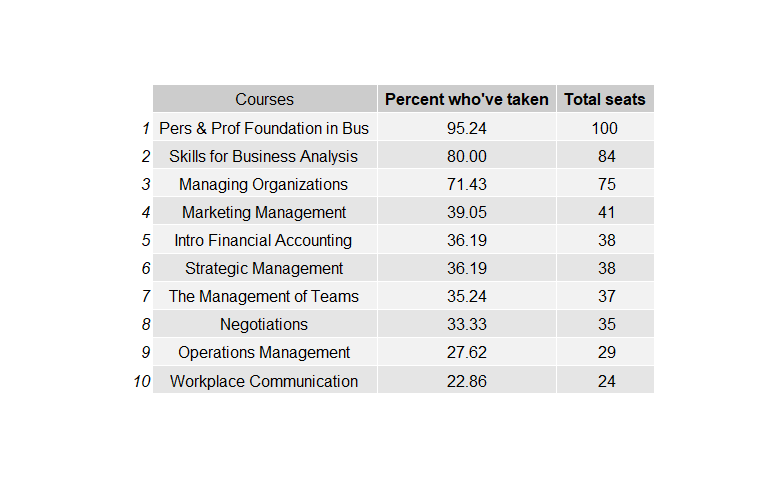 Courses Percent who've taken Total seats
1 Pers & Prof Foundation in Bus 95.24 100
2 Skills for Business Analysis 80.00 84
3 Managing Organizations 71.43 75
4 Marketing Management 39.05 41
5 Intro Financial Accounting 36.19 38
6 Strategic Management 36.19 38
7 The Management of Teams 35.24 37
8 Negotiations 33.33 35
9 Operations Management 27.62 29
10 Workplace Communication 22.86 24